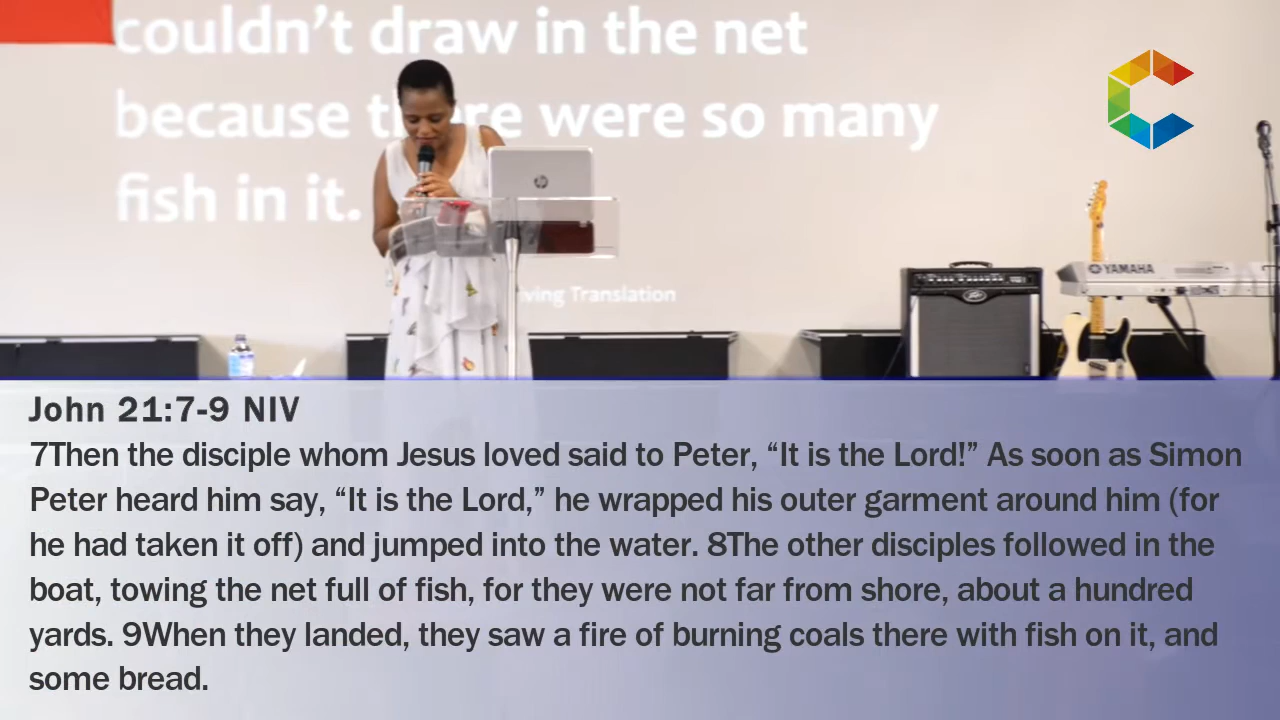 couldn’t draw in the net
because there were so many
fish in it.
YAMAHA
hp
Translation
John 21:7-9 NIV
7Then the disciple whom Jesus loved said to Peter, “It is the Lord!” As soon as Simon
Peter heard him say, “It is the Lord,” he wrapped his outer garment around him (for
he had taken it off) and jumped into the water. 8The other disciples followed in the
boat, towing the net full of fish, for they were not far from shore, about a hundred
yards. 9When they landed, they saw a fire of burning coals there with fish on it, and
some bread.